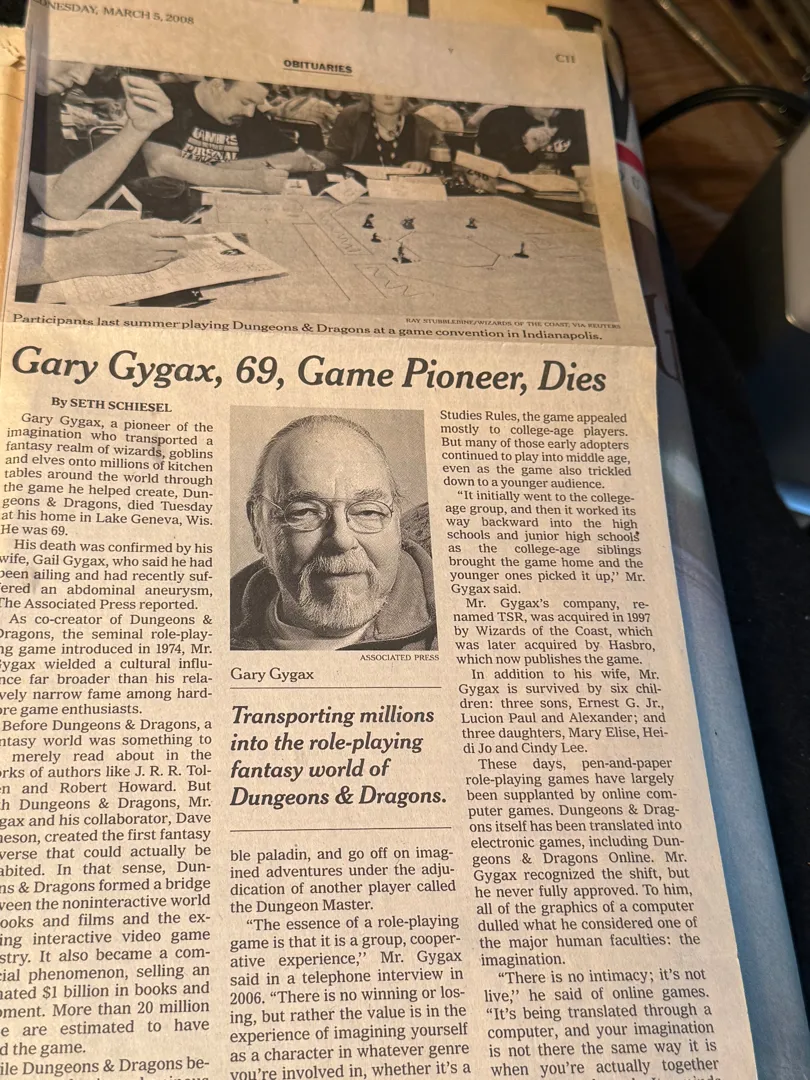 WEDNESDAY, MARCH 5, 2008
OBITUARIES
C11
GAMERS
PERSONAL
RAY STUBBLEBINE/WIZARDS OF THE COAST, VIA REUTERS
Participants last summer playing Dungeons & Dragons at a game convention in Indianapolis.
Gary Gygax, 69, Game Pioneer, Dies
By SETH SCHIESEL
Gary Gygax, a pioneer of the
imagination who transported a
fantasy realm of wizards, goblins
and elves onto millions of kitchen
tables around the world through
the game he helped create, Dun-
geons & Dragons, died Tuesday
at his home in Lake Geneva, Wis.
He was 69.
His death was confirmed by his
wife, Gail Gygax, who said he had
been ailing and had recently suf-
fered an abdominal aneurysm,
The Associated Press reported.
As co-creator of Dungeons &
Dragons, the seminal role-play-
ng game introduced in 1974, Mr.
ygax wielded a cultural influ-
nce far broader than his rela-
vely narrow fame among hard-
ore game enthusiasts.
Before Dungeons & Dragons, a
ntasy world was something to
merely read about in the
rks of authors like J. R. R. Tol-
en and Robert Howard. But
h Dungeons & Dragons, Mr.
gax and his collaborator, Dave
neson, created the first fantasy
verse that could actually be
abited. In that sense, Dun-
ns & Dragons formed a bridge
ween the noninteractive world
ooks and films and the ex-
ing interactive video game
stry. It also became a com-
cial phenomenon, selling an
nated $1 billion in books and
pment. More than 20 million
e are estimated to have
d the game.
ile Dungeons & Dragons be-
ASSOCIATED PRESS
Gary Gygax
Transporting millions
into the role-playing
fantasy world of
Dungeons & Dragons.
ble paladin, and go off on imag-
ined adventures under the adju-
dication of another player called
the Dungeon Master.
“The essence of a role-playing
game is that it is a group, cooper-
ative experience,” Mr. Gygax
said in a telephone interview in
2006. “There is no winning or los-
ing, but rather the value is in the
experience of imagining yourself
as a character in whatever genre
you’re involved in, whether it’s a
Studies Rules, the game appealed
mostly to college-age players.
But many of those early adopters
continued to play into middle age,
even as the game also trickled
down to a younger audience.
“It initially went to the college-
age group, and then it worked its
way backward into the high
schools and junior high schools
as the college-age siblings
brought the game home and the
younger ones picked it up,” Mr.
Gygax said.
Mr. Gygax’s company, re-
named TSR, was acquired in 1997
by Wizards of the Coast, which
was later acquired by Hasbro,
which now publishes the game.
In addition to his wife, Mr.
Gygax is survived by six chil-
dren: three sons, Ernest G. Jr.,
Lucion Paul and Alexander; and
three daughters, Mary Elise, Hei-
di Jo and Cindy Lee.
These days, pen-and-paper
role-playing games have largely
been supplanted by online com-
puter games. Dungeons & Drag-
ons itself has been translated into
electronic games, including Dun-
geons & Dragons Online. Mr.
Gygax recognized the shift, but
he never fully approved. To him,
all of the graphics of a computer
dulled what he considered one of
the major human faculties: the
imagination.
“There is no intimacy; it’s not
live,” he said of online games.
“It’s being translated through a
computer, and your imagination
is not there the same way it is
when you’re actually together